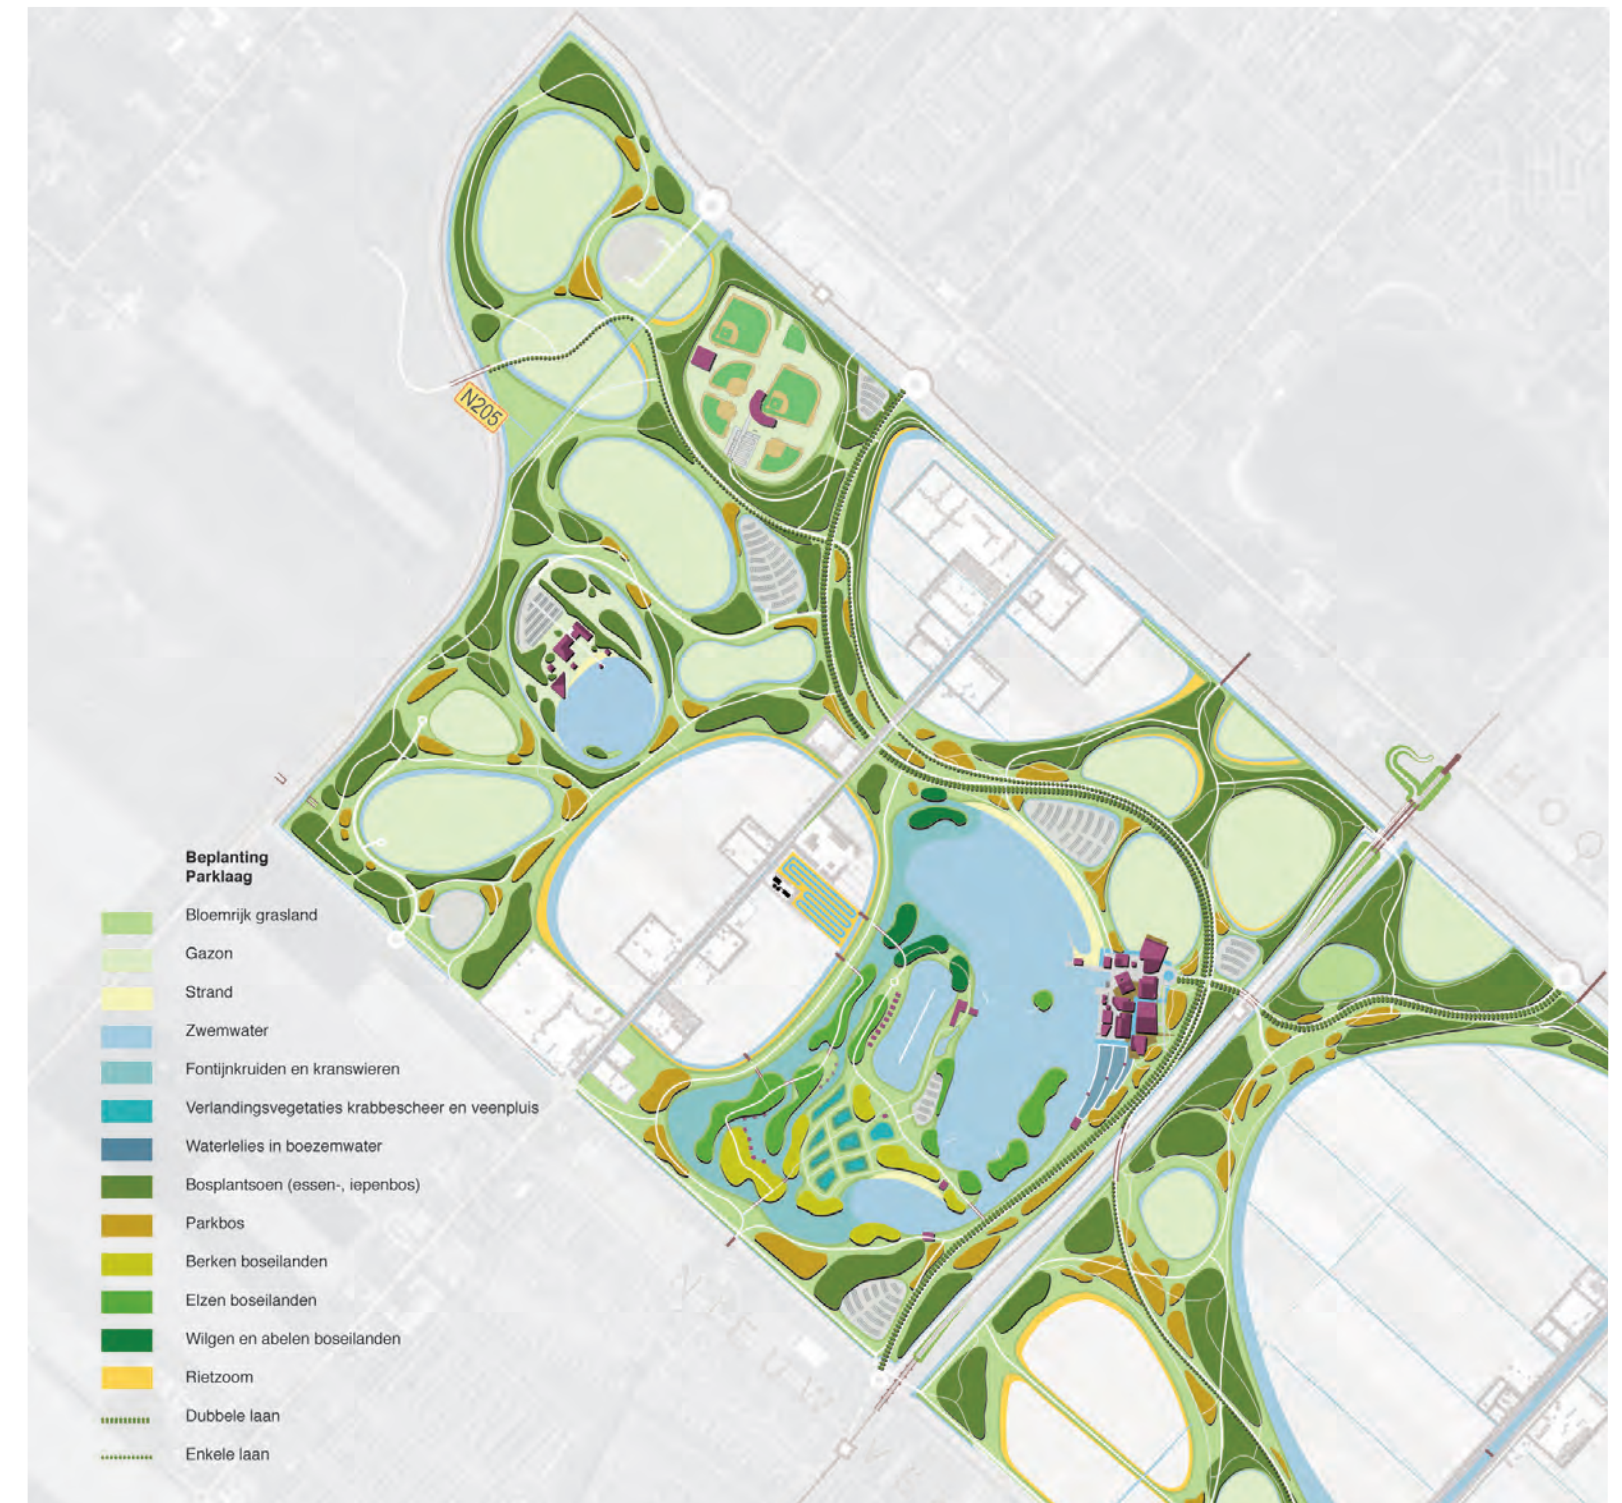 N205
Beplanting
Parklaag
Bloemrijk grasland
Gazon
Strand
Zwemwater
Fontijnkruiden en kranswieren
Verlandingsvegetaties krabbescheer en veenpluis
Waterlelies in boezemwater
Bosplantsoen (essen-, iepenbos)
Parkbos
Berken boseilanden
Elzen boseilanden
Wilgen en abelen boseilanden
Rietzoom
Dubbele laan
Enkele laan